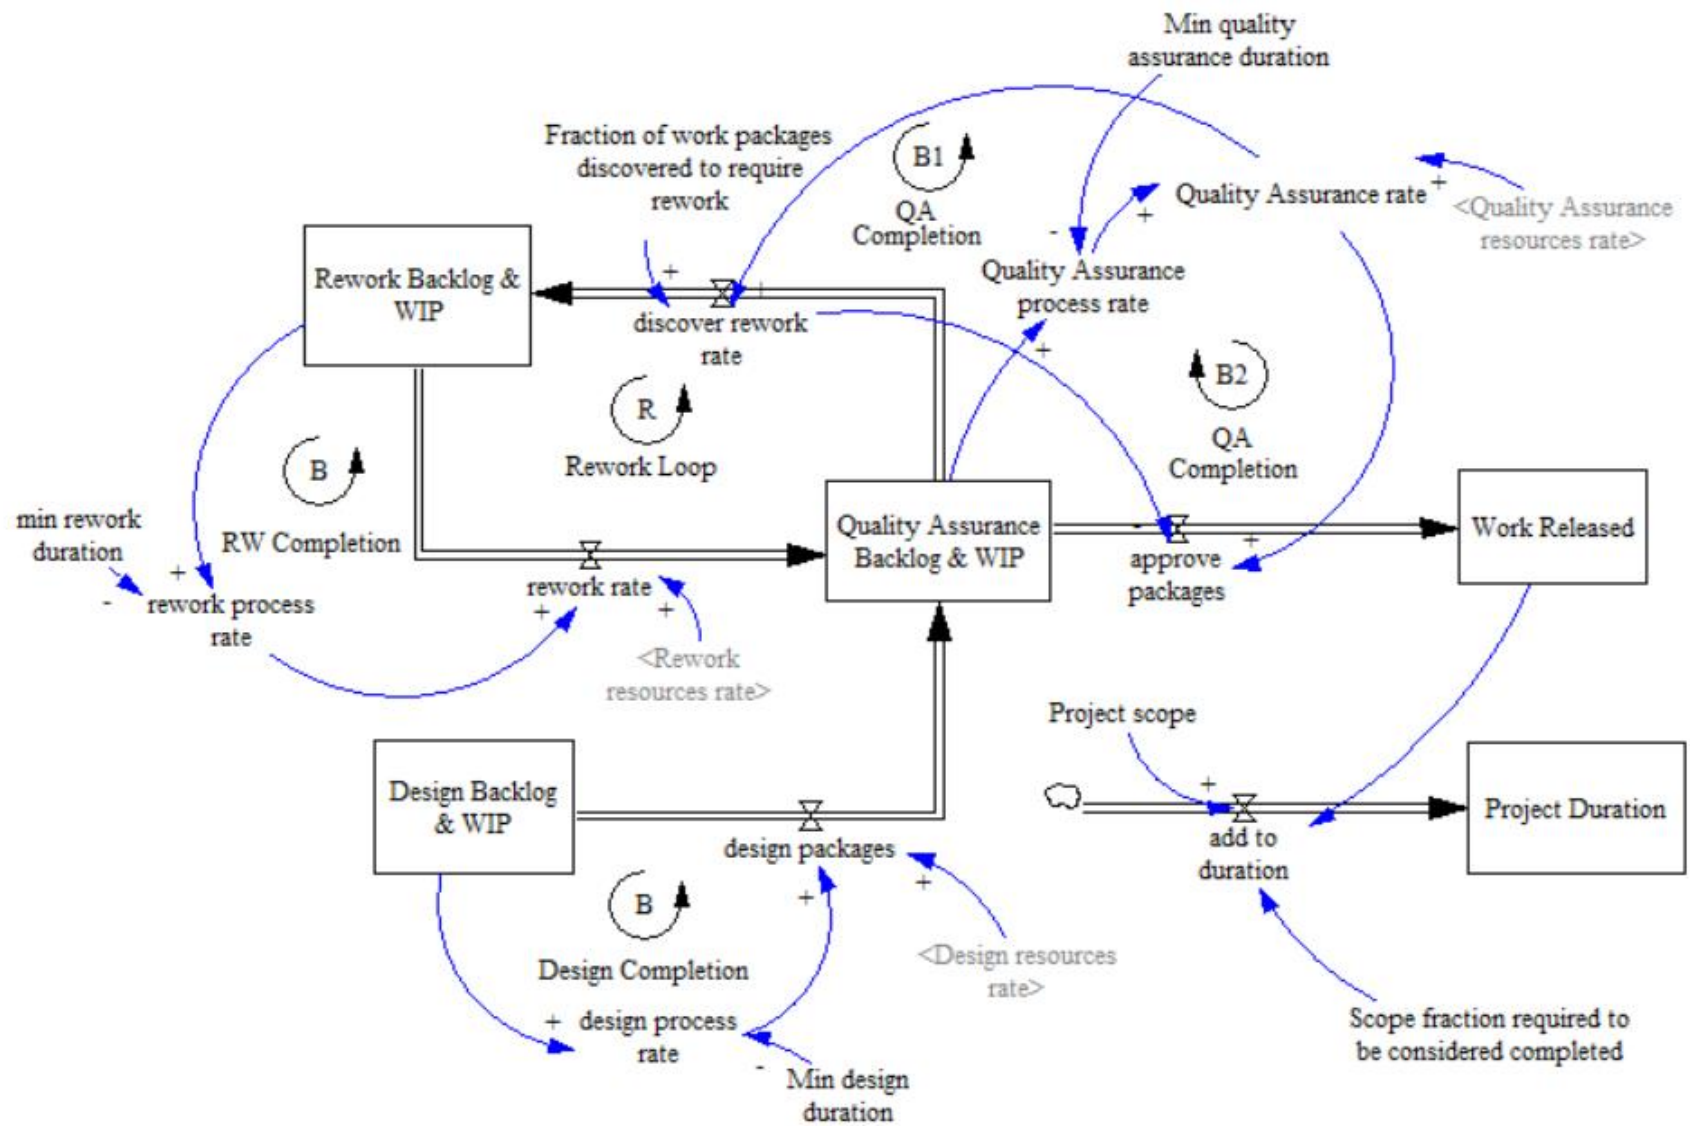 Min quality
assurance duration
Fraction of work packages
discovered to require
rework
B1
QA
Completion
+
Quality Assurance rate
+
<Quality Assurance
resources rate>
-
+
Quality Assurance
process rate
+
Rework Backlog &
WIP
+
+
discover rework
rate
B2
QA
Completion
R
Rework Loop
B
RW Completion
min rework
duration
+
-
rework process
rate
rework rate
+
+
<Rework
resources rate>
Quality Assurance
Backlog & WIP
-
+
approve
packages
Work Released
Project scope
+
add to
duration
Project Duration
Design Backlog
& WIP
design packages
+
+
B
Design Completion
<Design resources
rate>
+
design process
rate
-
Min design
duration
Scope fraction required to
be considered completed